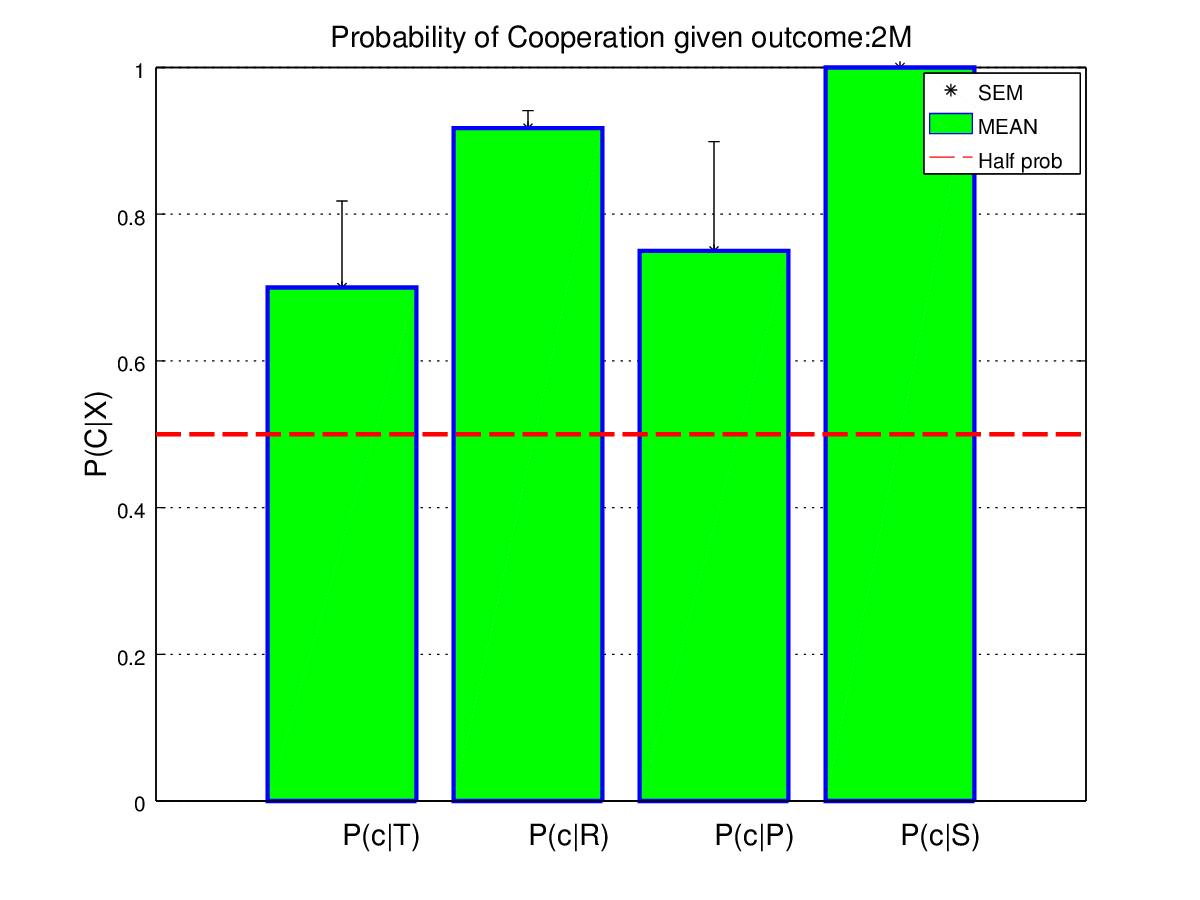 Probability of Cooperation given outcome:2M
SEM
MEAN
Half prob
P(C|X)
1
0.8
0.6
0.4
0.2
0
P(c|T)
P(c|R)
P(c|P)
P(c|S)